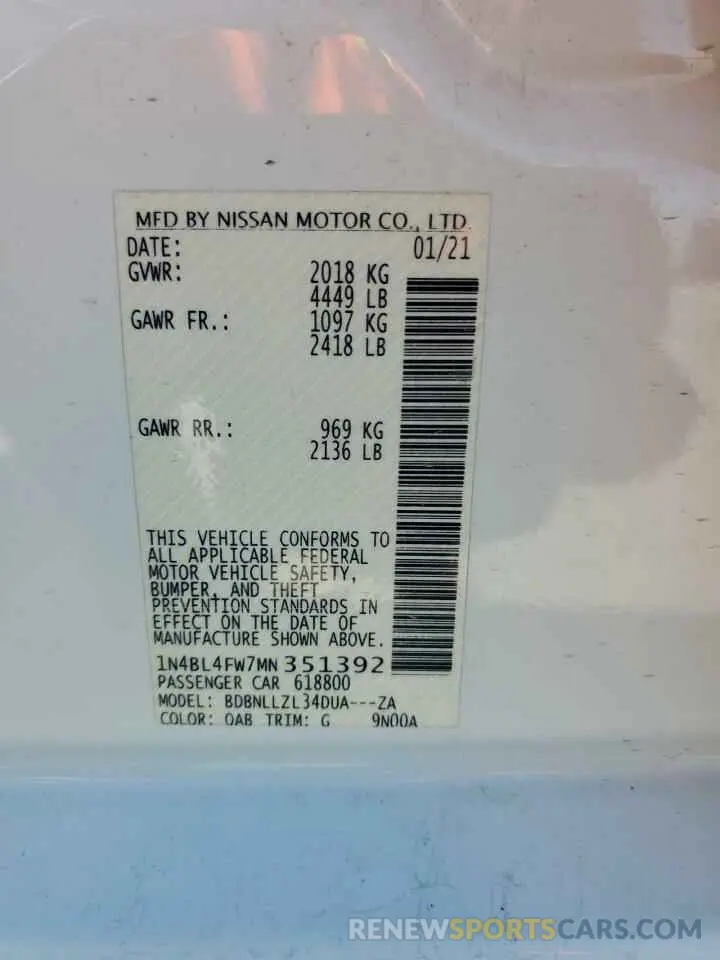 MFD BY NISSAN MOTOR CO., LTD.
DATE: 01/21
GVWR: 2018 KG
4449 LB
GAWR FR.: 1097 KG
2418 LB
GAWR RR.: 969 KG
2136 LB
THIS VEHICLE CONFORMS TO
ALL APPLICABLE FEDERAL
MOTOR VEHICLE SAFETY,
BUMPER, AND THEFT
PREVENTION STANDARDS IN
EFFECT ON THE DATE OF
MANUFACTURE SHOWN ABOVE.
1N4BL4FW7MN351392
PASSENGER CAR 618800
MODEL: BDBNLLZL34DUA---ZA
COLOR: QAB TRIM: G 9N00A
RENEWSPORTSCARS.COM